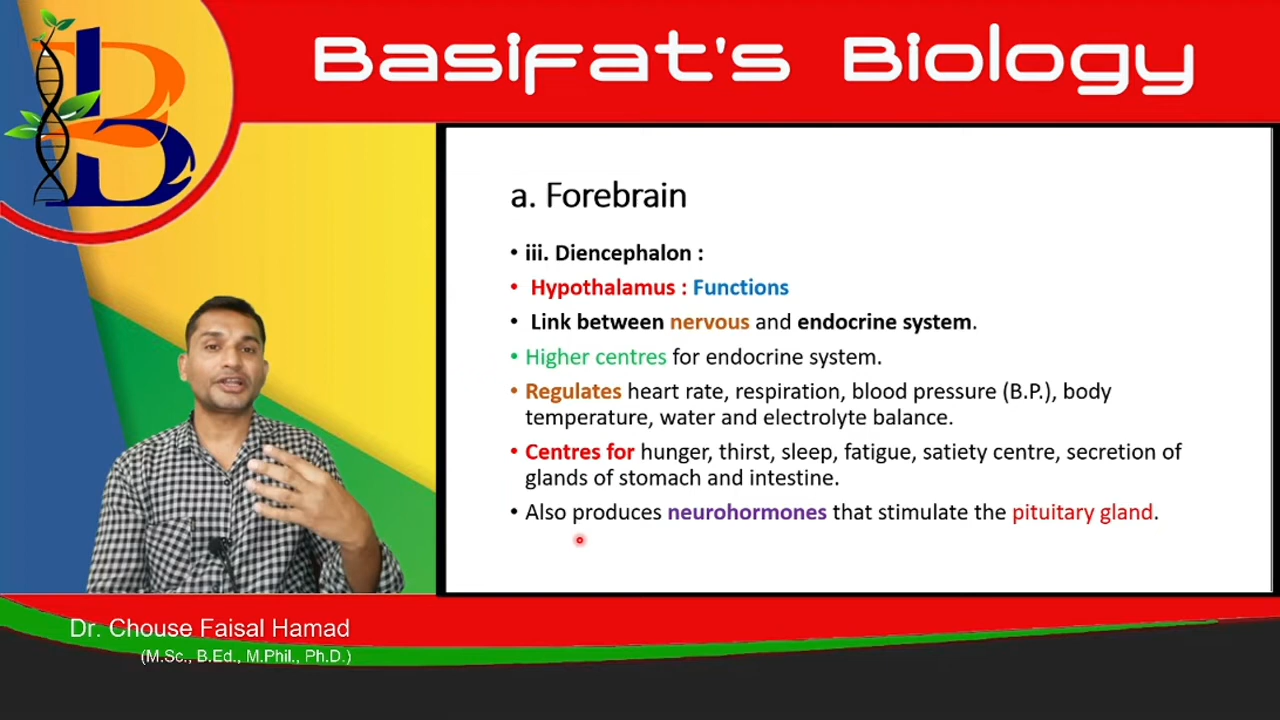 Basifat's Biology
B
a. Forebrain
• iii. Diencephalon :
• Hypothalamus : Functions
• Link between nervous and endocrine system.
• Higher centres for endocrine system.
• Regulates heart rate, respiration, blood pressure (B.P.), body
temperature, water and electrolyte balance.
• Centres for hunger, thirst, sleep, fatigue, satiety centre, secretion of
glands of stomach and intestine.
• Also produces neurohormones that stimulate the pituitary gland.
Dr. Chouse Faisal Hamad
(M.Sc., B.Ed., M.Phil., Ph.D.)